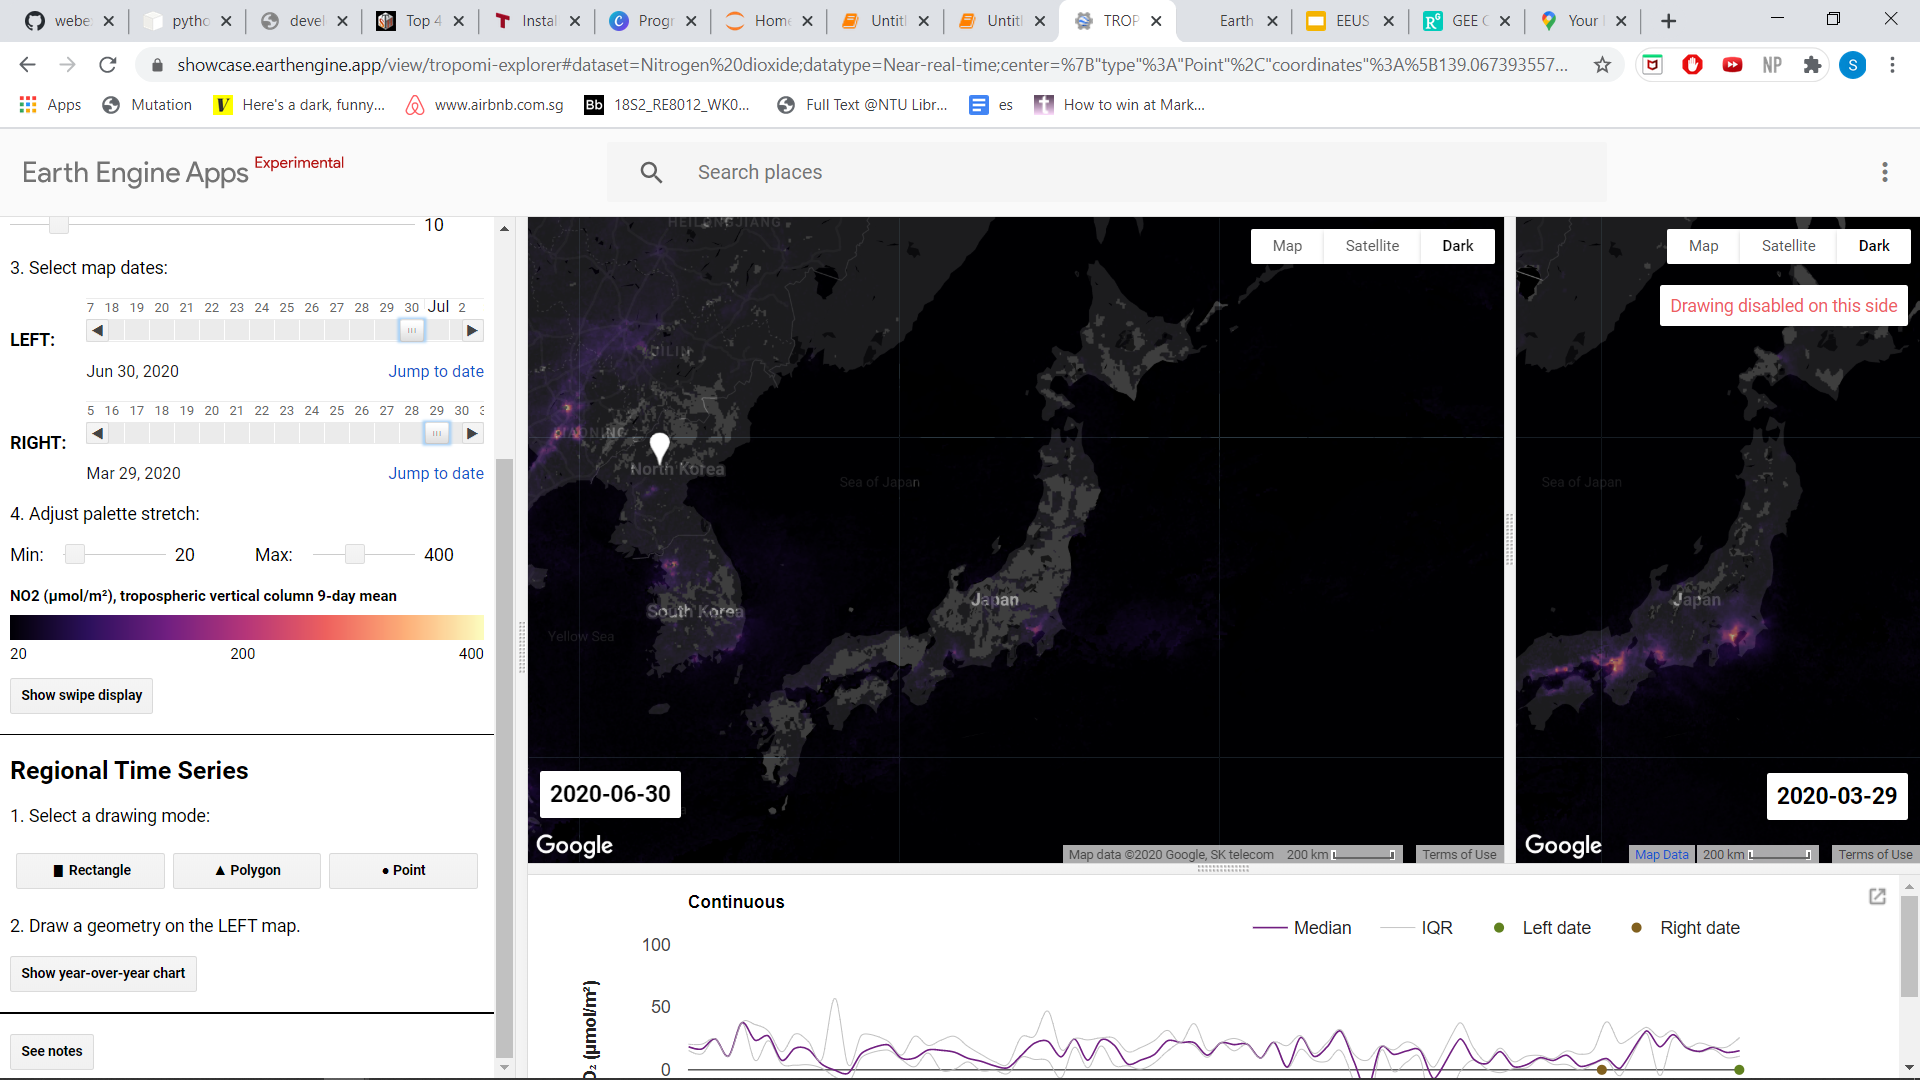 webe:
pytho
devel
Top 4
Instal
Progr
Home
Untitl
Untitl
TROP
Earth
EEUS
GEE C
Your
showcase.earthengine.app/view/tropomi-explorer#dataset=Nitrogen%20dioxide;datatype=Near-real-time;center=%7B"type"%3A"Point"%2C"coordinates"%3A%5B139.067393557...
NP
S
Apps
Mutation
Here's a dark, funny...
www.airbnb.com.sg
Bb 18S2_RE8012_WK0...
Full Text @NTU Libr...
es
How to win at Mark...
Earth Engine Apps Experimental
Search places
10
3. Select map dates:
7 18 19 20 21 22 23 24 25 26 27 28 29 30 Jul 2
LEFT:
Jun 30, 2020 Jump to date
5 16 17 18 19 20 21 22 23 24 25 26 27 28 29 30
RIGHT:
Mar 29, 2020 Jump to date
4. Adjust palette stretch:
Min: 20 Max: 400
NO2 (μmol/m²), tropospheric vertical column 9-day mean
20 200 400
Show swipe display
Regional Time Series
1. Select a drawing mode:
Rectangle
Polygon
Point
2. Draw a geometry on the LEFT map.
Show year-over-year chart
See notes
HEILONGJIANG
Map Satellite Dark
JILIN
LIAONING
North Korea
Sea of Japan
South Korea
Japan
Yellow Sea
2020-06-30
Google
Map data ©2020 Google, SK telecom 200 km Terms of Use
Map Satellite Dark
Drawing disabled on this side
Sea of Japan
Japan
2020-03-29
Google
Map Data 200 km Terms of Use
Continuous
Median IQR Left date Right date
100
50
0
(μmol/m²)